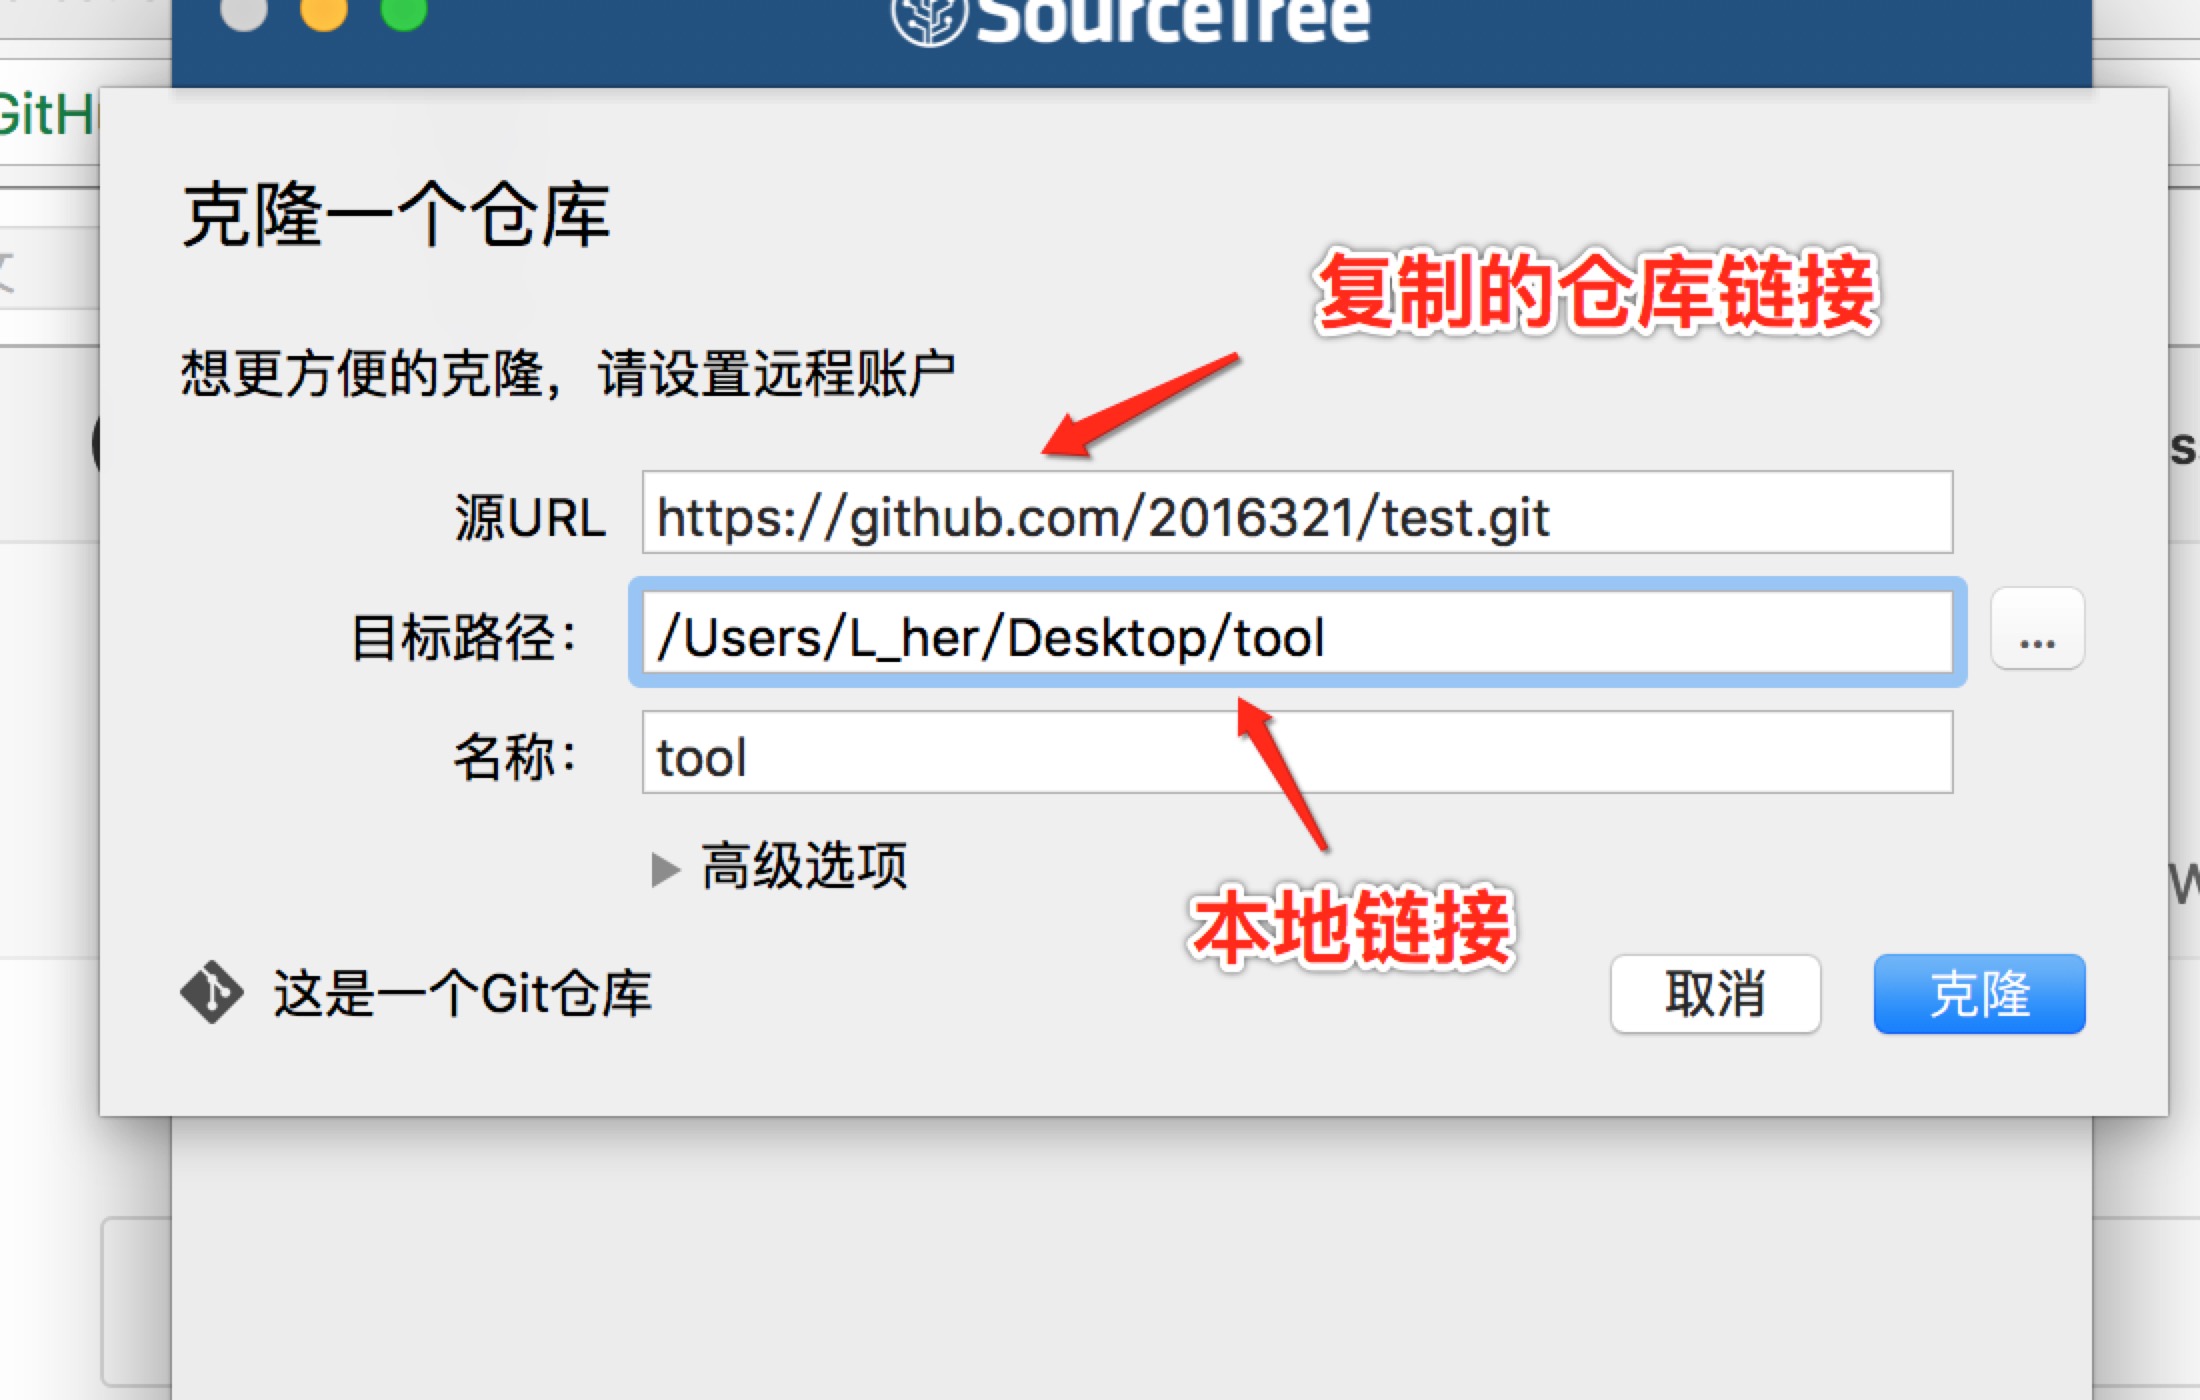 SourceTree
GitH
克隆一个仓库
复制的仓库链接
想更方便的克隆，请设置远程账户
源URL https://github.com/2016321/test.git
目标路径： /Users/L_her/Desktop/tool ...
名称： tool
高级选项
本地链接
这是一个Git仓库 取消 克隆